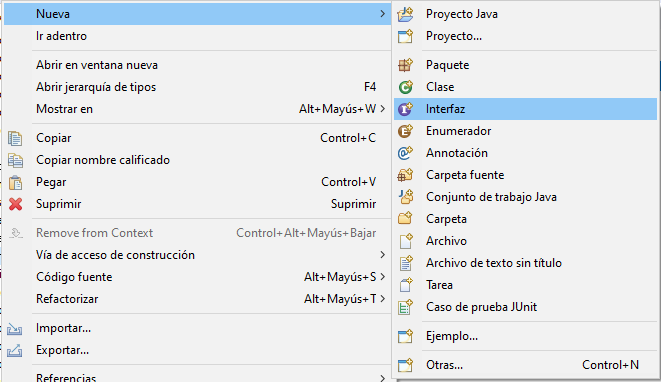 Nueva
Ir adentro
Abrir en ventana nueva
Abrir jerarquía de tipos F4
Mostrar en Alt+Mayús+W
Copiar Control+C
Copiar nombre calificado
Pegar Control+V
Suprimir Suprimir
Remove from Context Control+Alt+Mayús+Bajar
Vía de acceso de construcción
Código fuente Alt+Mayús+S
Refactorizar Alt+Mayús+T
Importar...
Exportar...
Referencias
Proyecto Java
Proyecto...
Paquete
Clase
Interfaz
Enumerador
Annotación
Carpeta fuente
Conjunto de trabajo Java
Carpeta
Archivo
Archivo de texto sin título
Tarea
Caso de prueba JUnit
Ejemplo...
Otras... Control+N